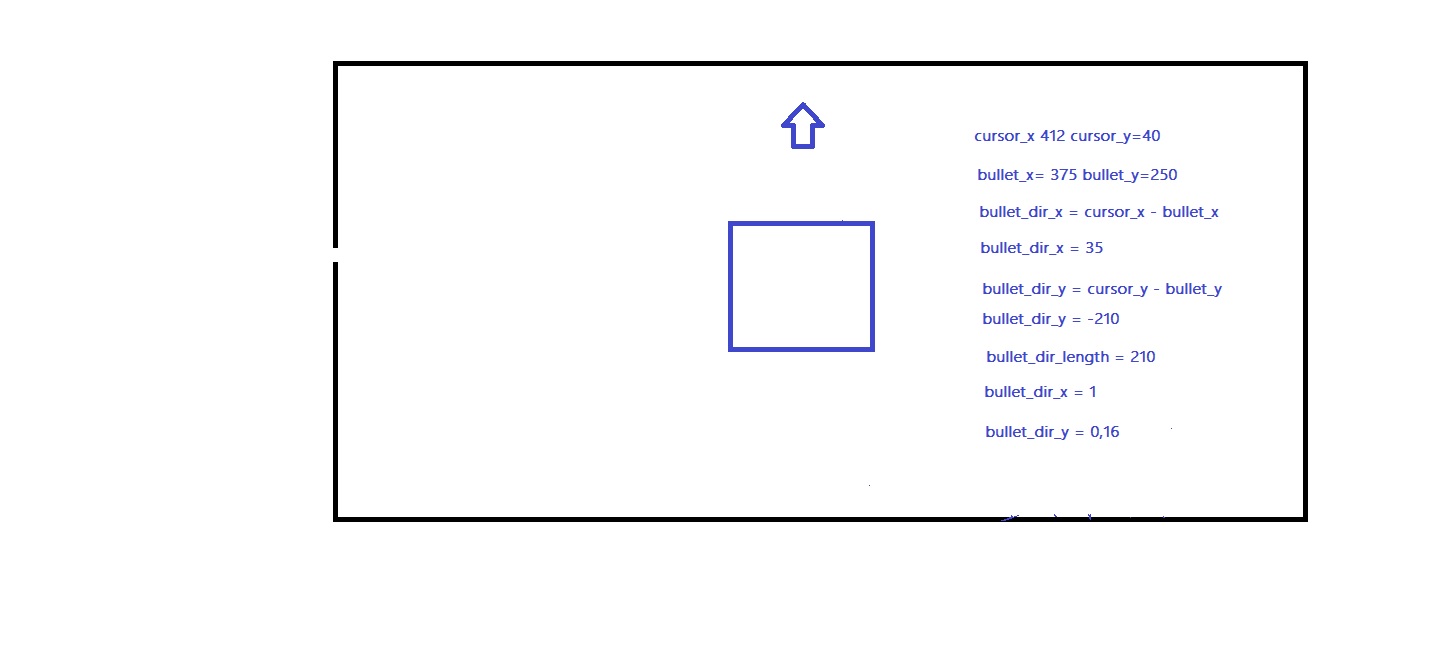 cursor_x 412 cursor_y=40
bullet_x= 375 bullet_y=250
bullet_dir_x = cursor_x - bullet_x
bullet_dir_x = 35
bullet_dir_y = cursor_y - bullet_y
bullet_dir_y = -210
bullet_dir_length = 210
bullet_dir_x = 1
bullet_dir_y = 0,16